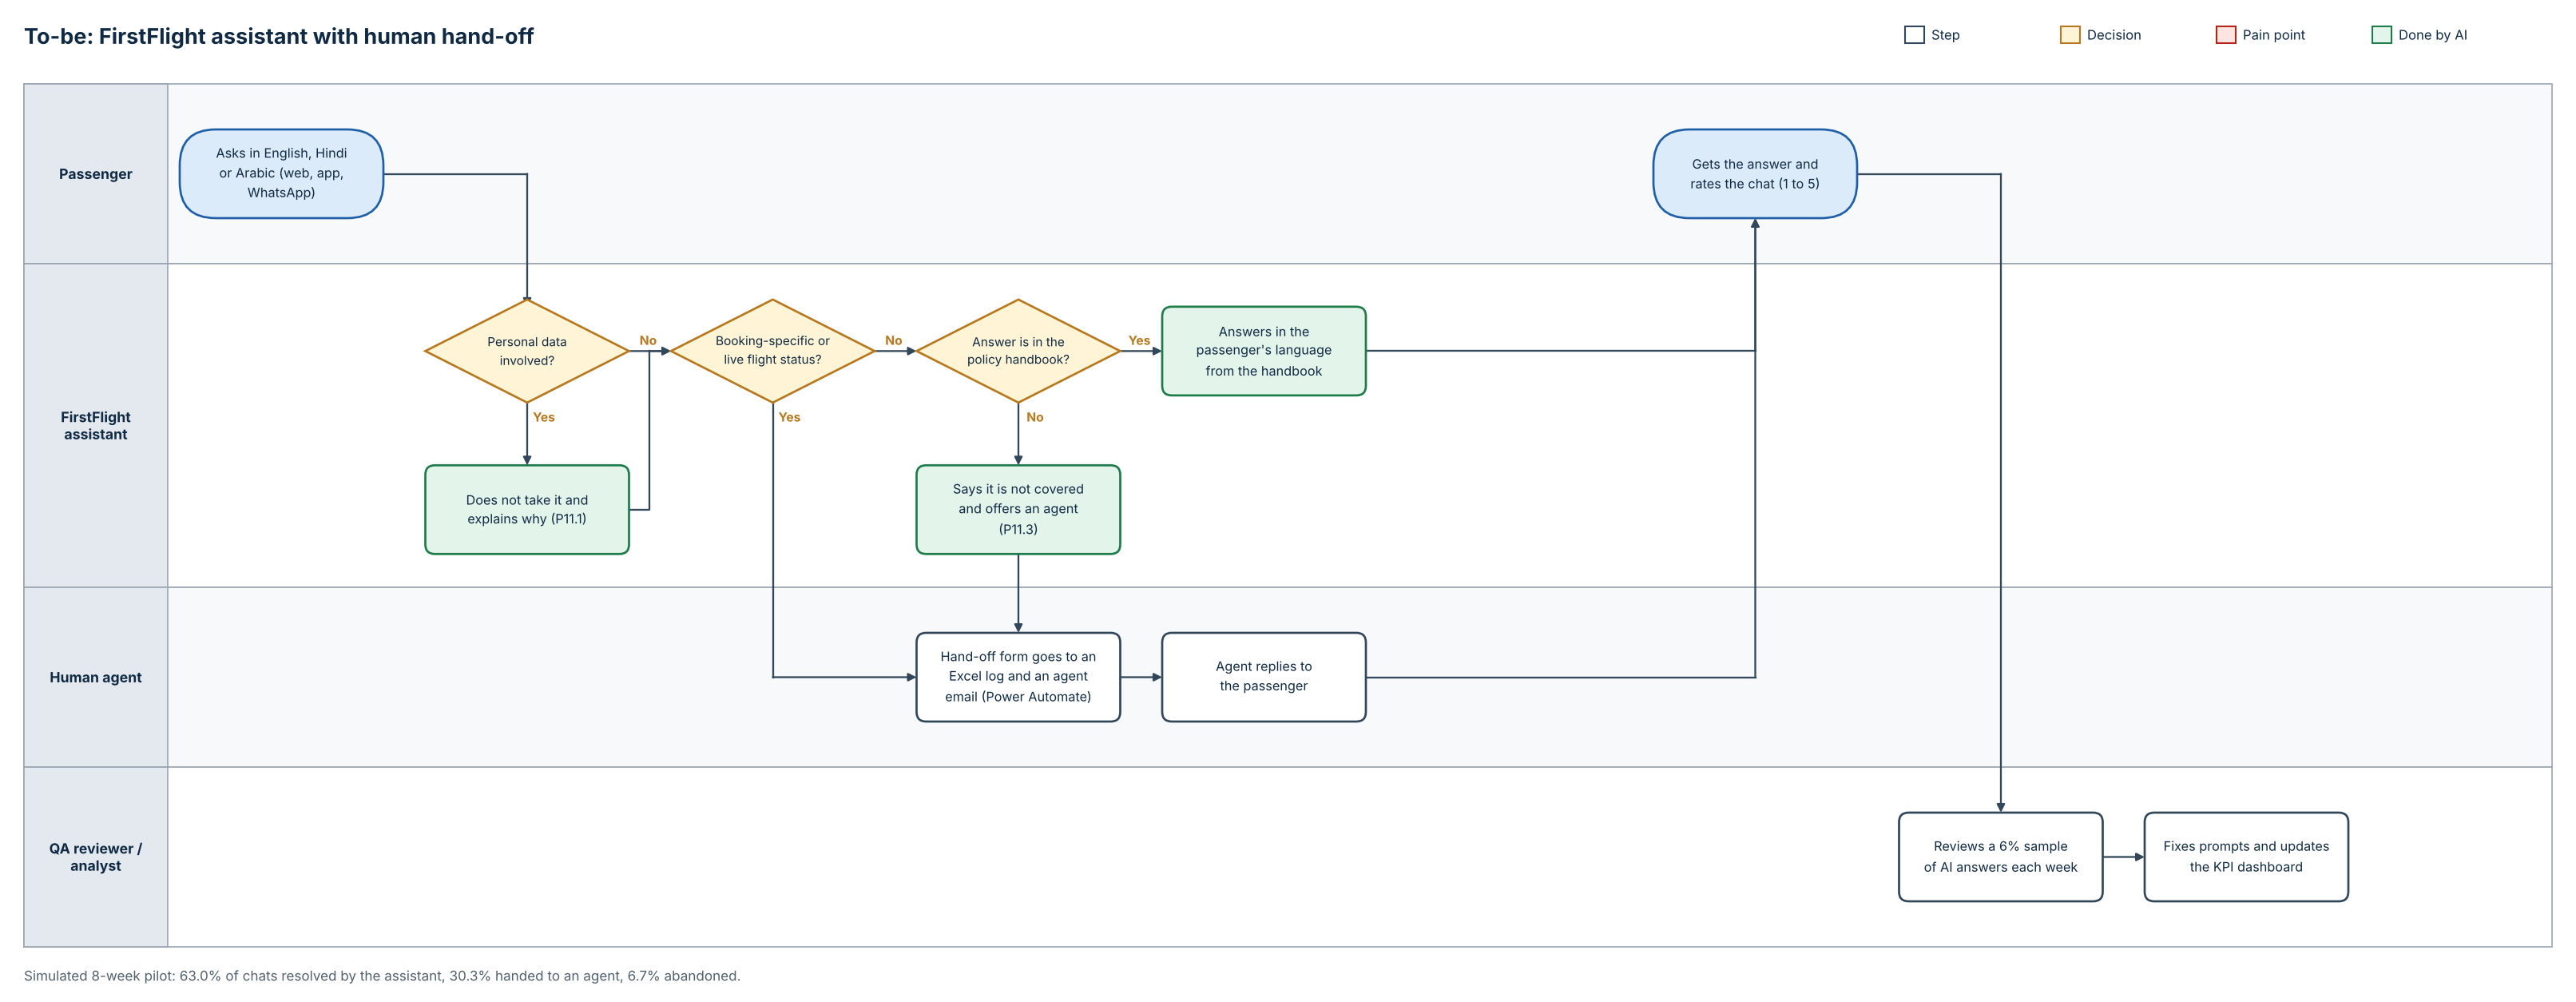 To-be: FirstFlight assistant with human hand-off
Step
Decision
Pain point
Done by AI
Passenger
Asks in English, Hindi
or Arabic (web, app,
WhatsApp)
Gets the answer and
rates the chat (1 to 5)
FirstFlight
assistant
Personal data
involved?
No
Booking-specific or
live flight status?
No
Answer is in the
policy handbook?
Yes
Answers in the
passenger's language
from the handbook
Yes
Yes
No
Does not take it and
explains why (P11.1)
Says it is not covered
and offers an agent
(P11.3)
Human agent
Hand-off form goes to an
Excel log and an agent
email (Power Automate)
Agent replies to
the passenger
QA reviewer /
analyst
Reviews a 6% sample
of AI answers each week
Fixes prompts and updates
the KPI dashboard
Simulated 8-week pilot: 63.0% of chats resolved by the assistant, 30.3% handed to an agent, 6.7% abandoned.